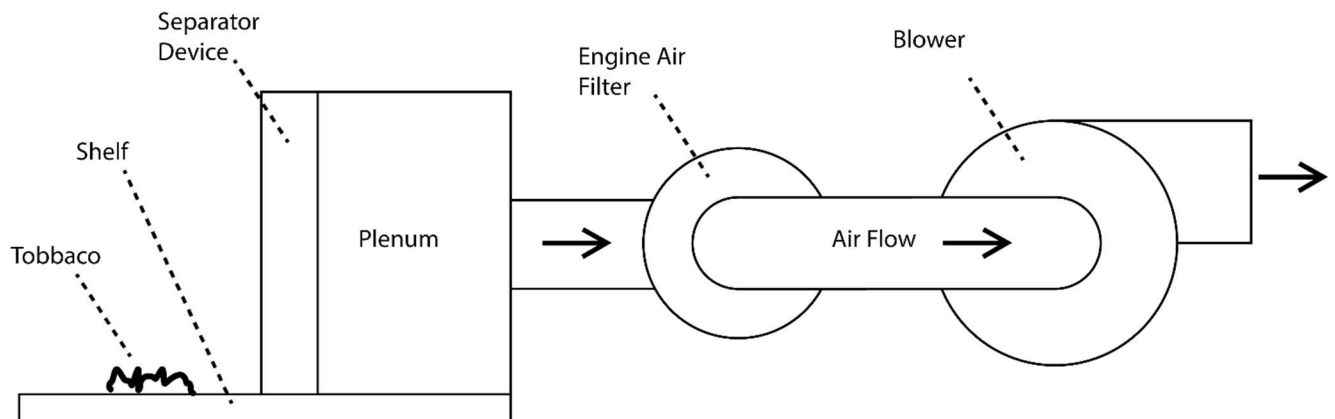 Separator
Device
Blower
Engine Air
Filter
Shelf
Plenum
Air Flow
Tobbaco